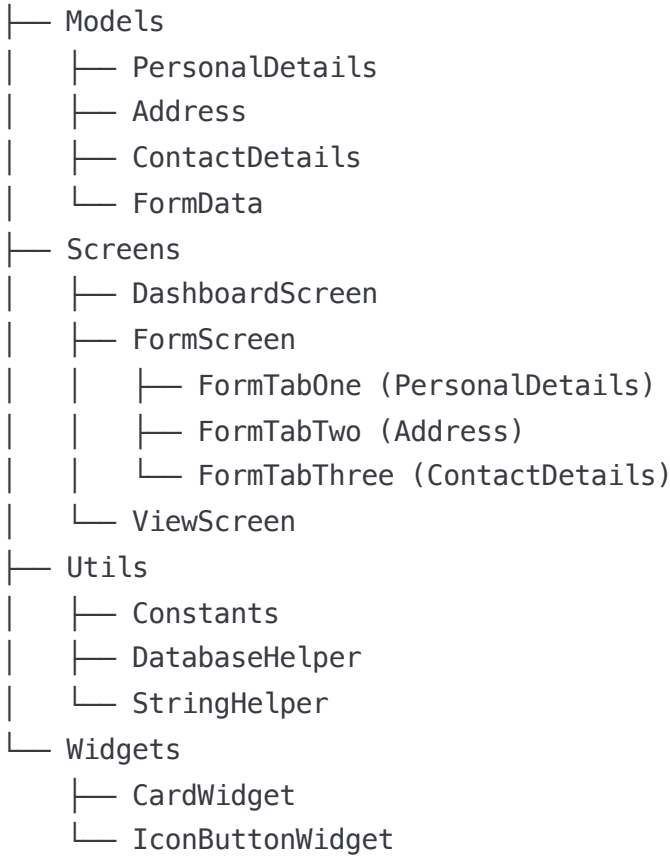 ├── Models
│   ├── PersonalDetails
│   ├── Address
│   ├── ContactDetails
│   └── FormData
├── Screens
│   ├── DashboardScreen
│   ├── FormScreen
│   │   ├── FormTabOne (PersonalDetails)
│   │   ├── FormTabTwo (Address)
│   │   └── FormTabThree (ContactDetails)
│   └── ViewScreen
├── Utils
│   ├── Constants
│   ├── DatabaseHelper
│   └── StringHelper
└── Widgets
    ├── CardWidget
    └── IconButtonWidget